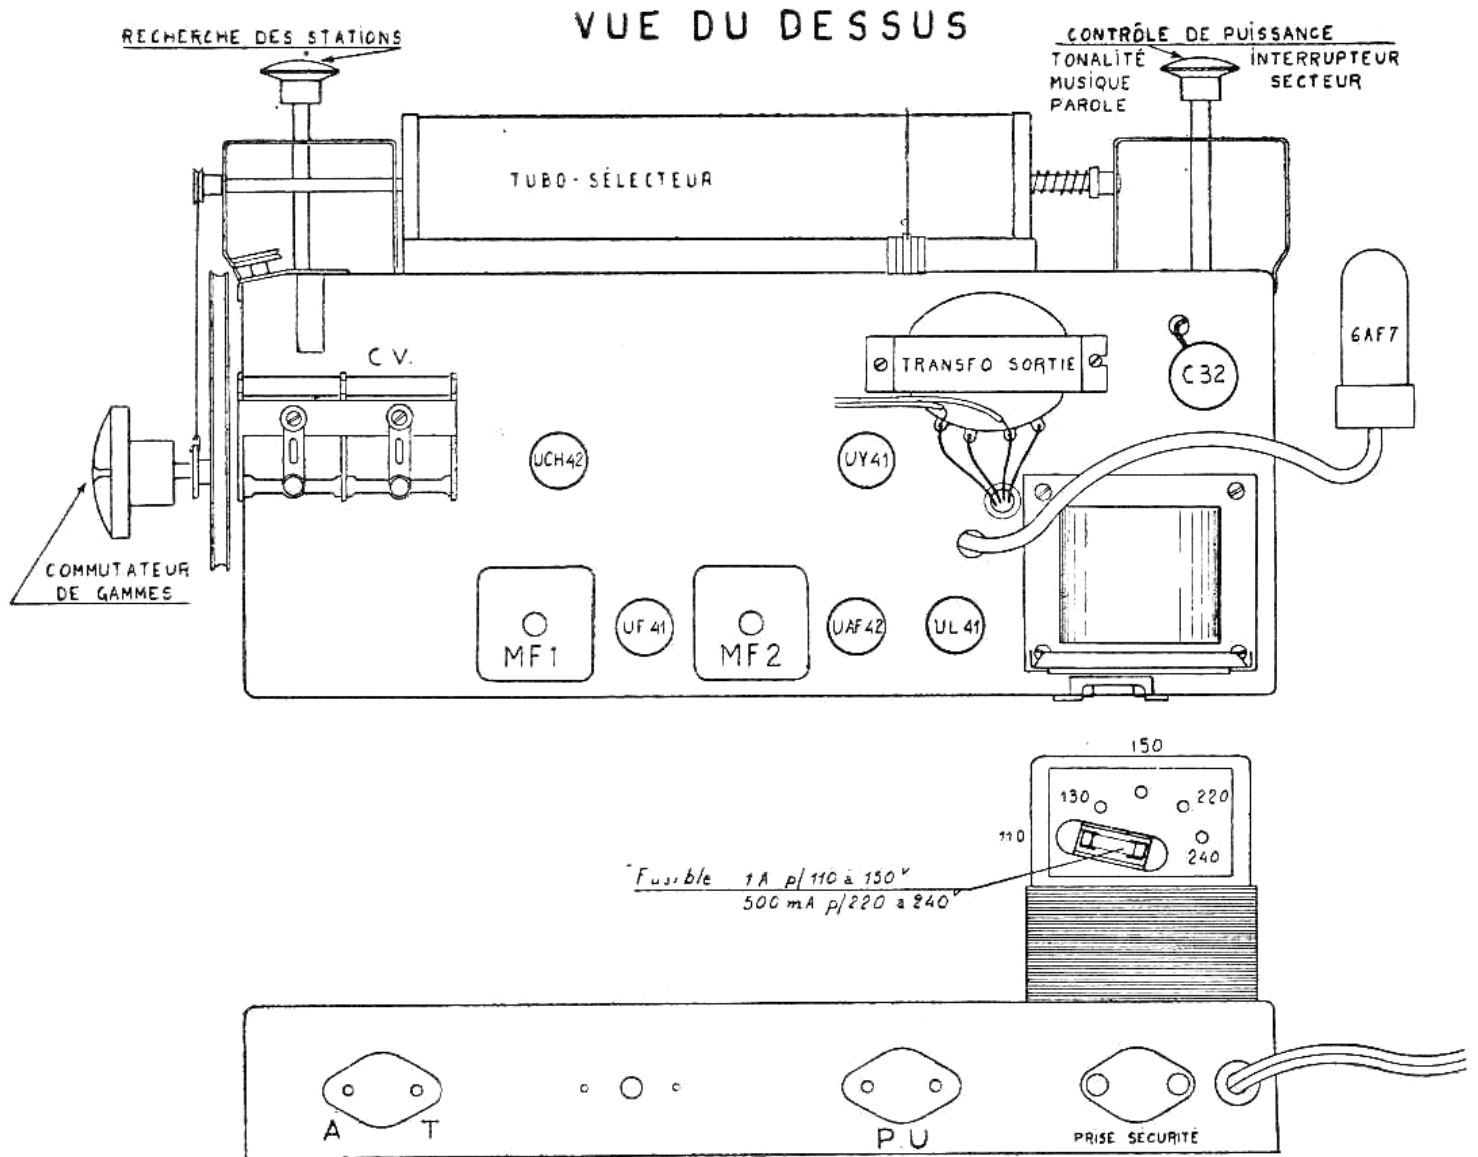 VUE DU DESSUS
RECHERCHE DES STATIONS
CONTRÔLE DE PUISSANCE
TONALITÉ
MUSIQUE
PAROLE
INTERRUPTEUR
SECTEUR
TUBO-SÉLECTEUR
6AF7
TRANSFO SORTIE
C 32
C V.
UCH42
UY41
COMMUTATEUR
DE GAMMES
MF1
UF41
MF2
UAF42
UL41
150
130
220
110
240
Fusible 1A p/110 à 150V
500 mA p/220 à 240V
A
T
P.U
PRISE SÉCURITÉ